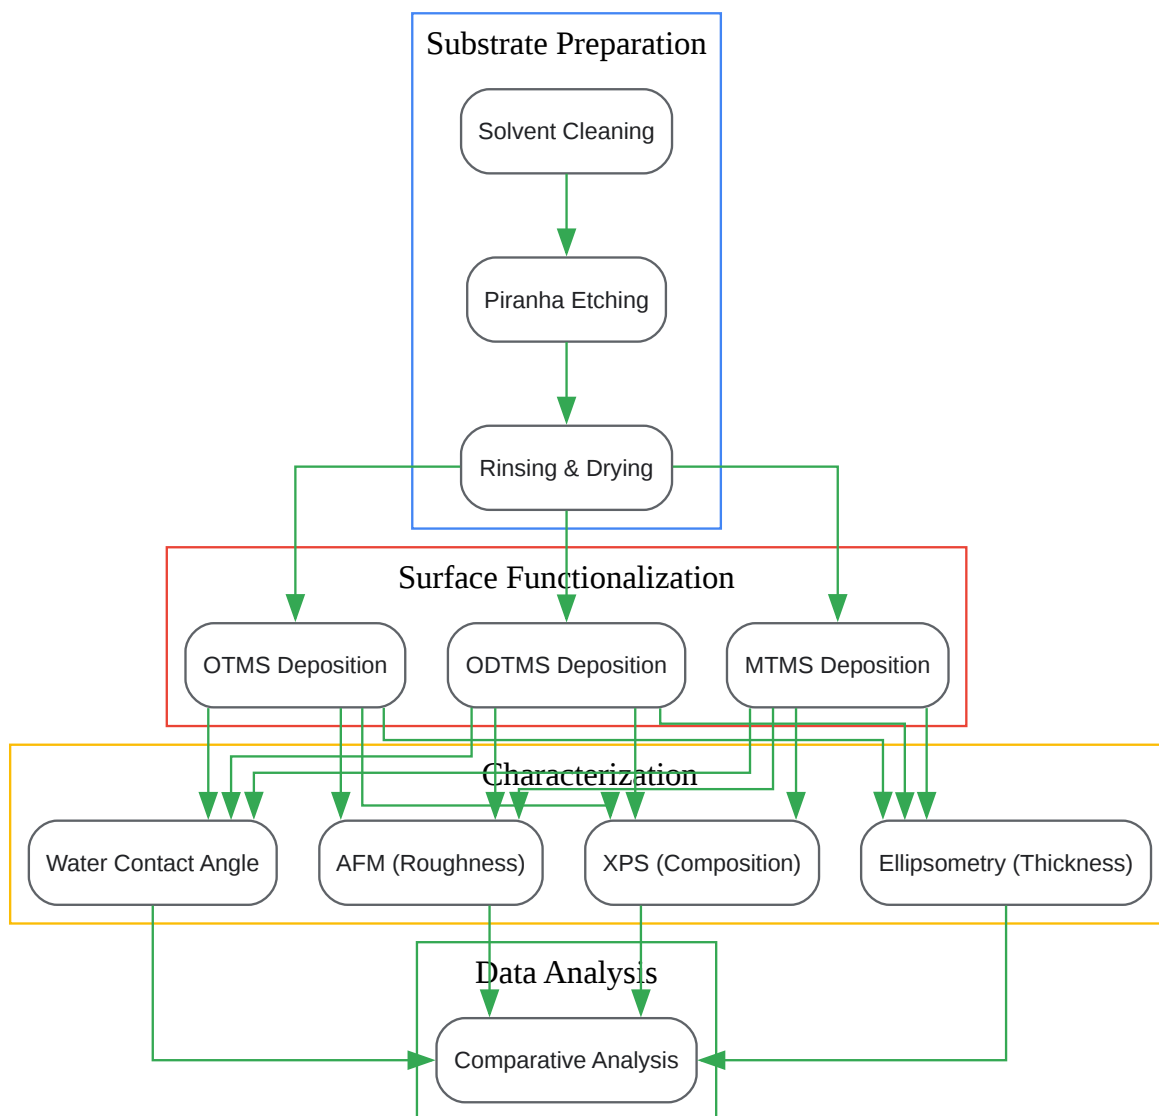 Substrate Preparation
Solvent Cleaning
Piranha Etching
Rinsing & Drying
Surface Functionalization
OTMS Deposition
ODTMS Deposition
MTMS Deposition
Characterization
Water Contact Angle
AFM (Roughness)
XPS (Composition)
Ellipsometry (Thickness)
Data Analysis
Comparative Analysis